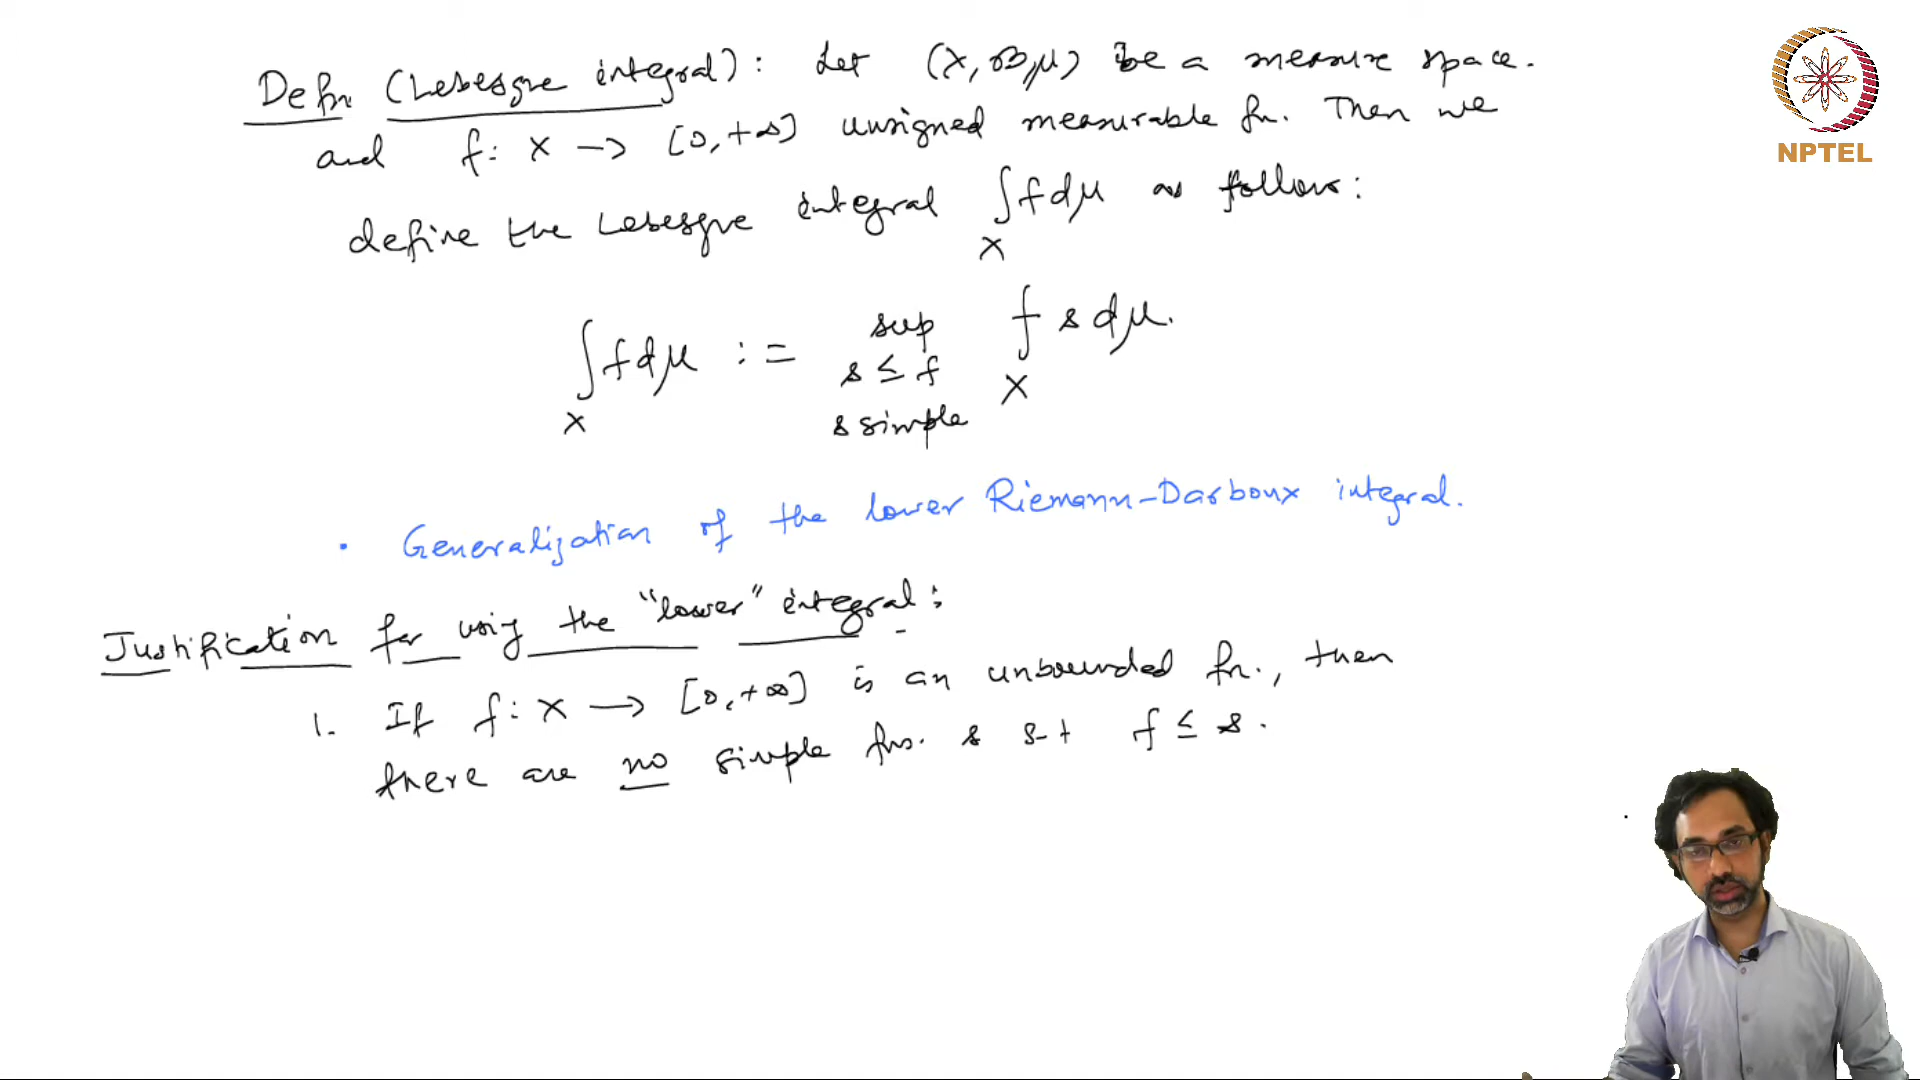 Defn (Lebesgue integral): Let (X, B, μ) be a measure space.
and f: X → [0, +∞] unsigned measurable fn. Then we
define the Lebesgue integral ∫_X f dμ as follows:
∫_X f dμ := sup_{s ≤ f, s simple} ⨍_X s dμ.
• Generalization of the lower Riemann-Darboux integral.
Justification for using the "lower" integral:
1. If f: X → [0, +∞] is an unbounded fn., then
there are no simple fns. s s.t f ≤ s.
NPTEL